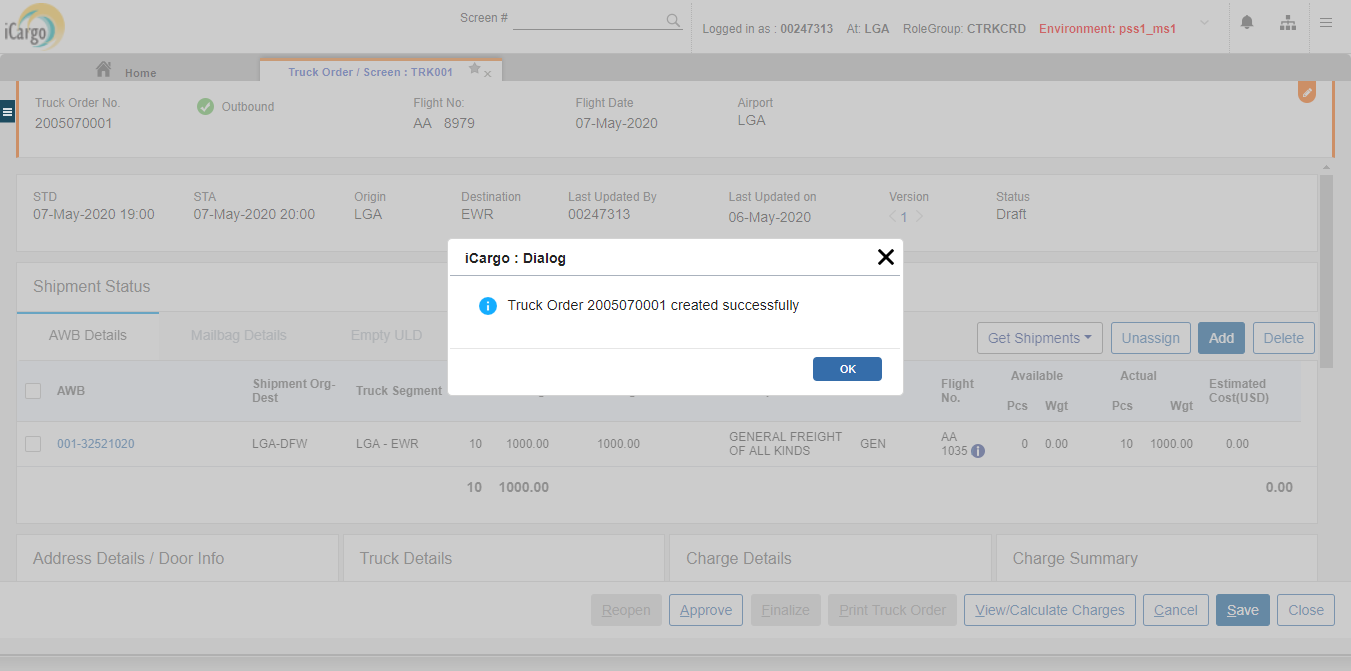 iCargo
Screen #
Logged in as : 00247313 At: LGA RoleGroup: CTRKCRD Environment: pss1_ms1
Home
Truck Order / Screen : TRK001
Truck Order No.
2005070001
Outbound
Flight No:
AA 8979
Flight Date
07-May-2020
Airport
LGA
STD
07-May-2020 19:00
STA
07-May-2020 20:00
Origin
LGA
Destination
EWR
Last Updated By
00247313
Last Updated on
06-May-2020
Version
1
Status
Draft
iCargo : Dialog
Truck Order 2005070001 created successfully
OK
Shipment Status
AWB Details Mailbag Details Empty ULD
Get Shipments Unassign Add Delete
AWB
Shipment Org-
Dest
Truck Segment
Flight
No.
Available
Pcs Wgt
Actual
Pcs Wgt
Estimated
Cost(USD)
001-32521020 LGA-DFW LGA - EWR 10 1000.00 1000.00
GENERAL FREIGHT
OF ALL KINDS
GEN
AA
1035
0 0.00 10 1000.00 0.00
10 1000.00 0.00
Address Details / Door Info Truck Details Charge Details Charge Summary
Reopen Approve Finalize Print Truck Order View/Calculate Charges Cancel Save Close